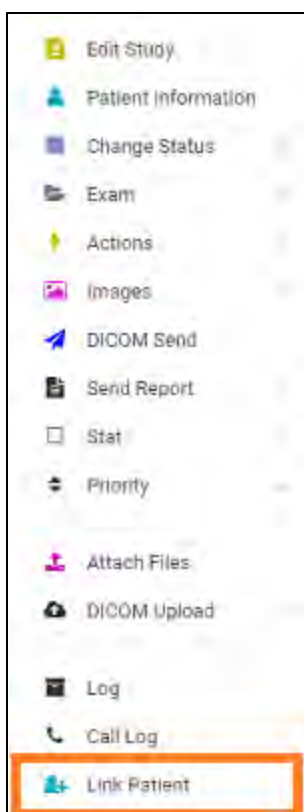 Edit Study
Patient Information
Change Status
Exam
Actions
Images
DICOM Send
Send Report
Stat
Priority
Attach Files
DICOM Upload
Log
Call Log
Link Patient